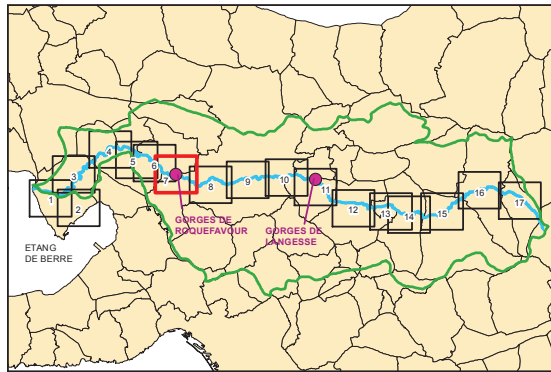 1
2
3
4
5
6
7
8
9
10
11
12
13
14
15
16
17
GORGES DE
ROQUEFAVOUR
GORGES DE
LANGESSE
ETANG
DE BERRE